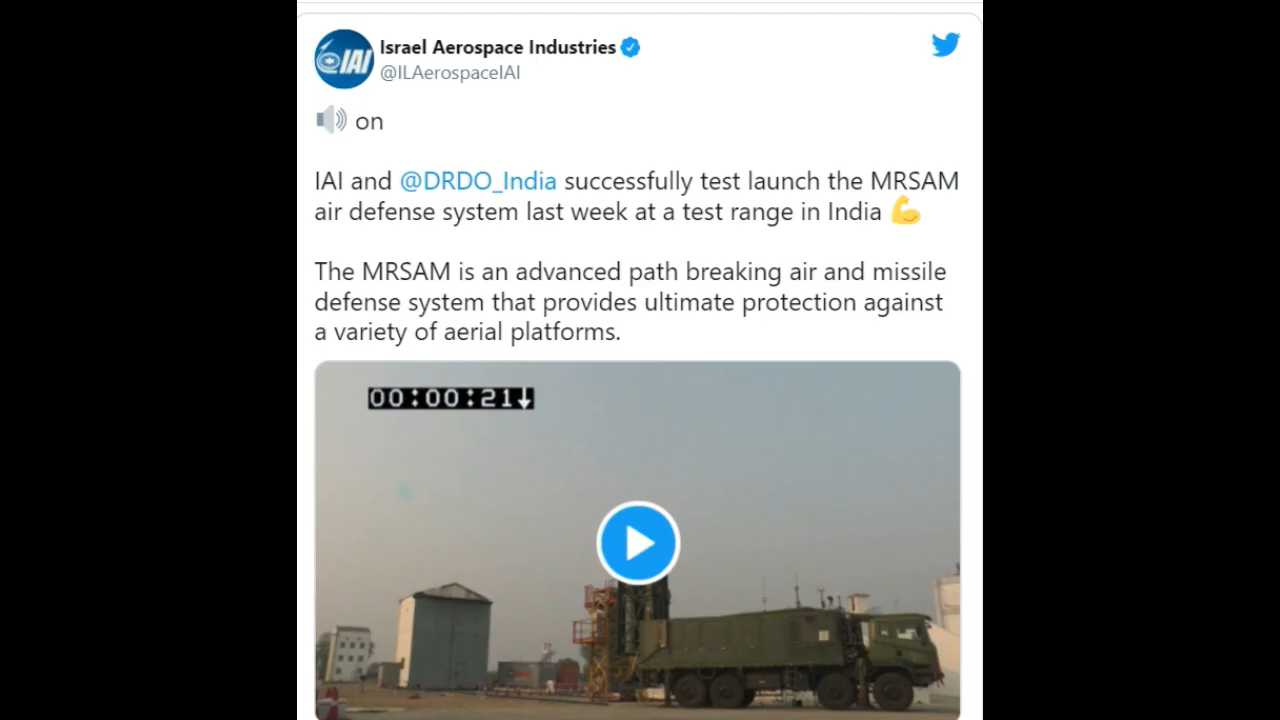 IAI
Israel Aerospace Industries
@ILAerospaceIAI
🔊 on
IAI and @DRDO_India successfully test launch the MRSAM
air defense system last week at a test range in India 💪
The MRSAM is an advanced path breaking air and missile
defense system that provides ultimate protection against
a variety of aerial platforms.
00:00:21↓